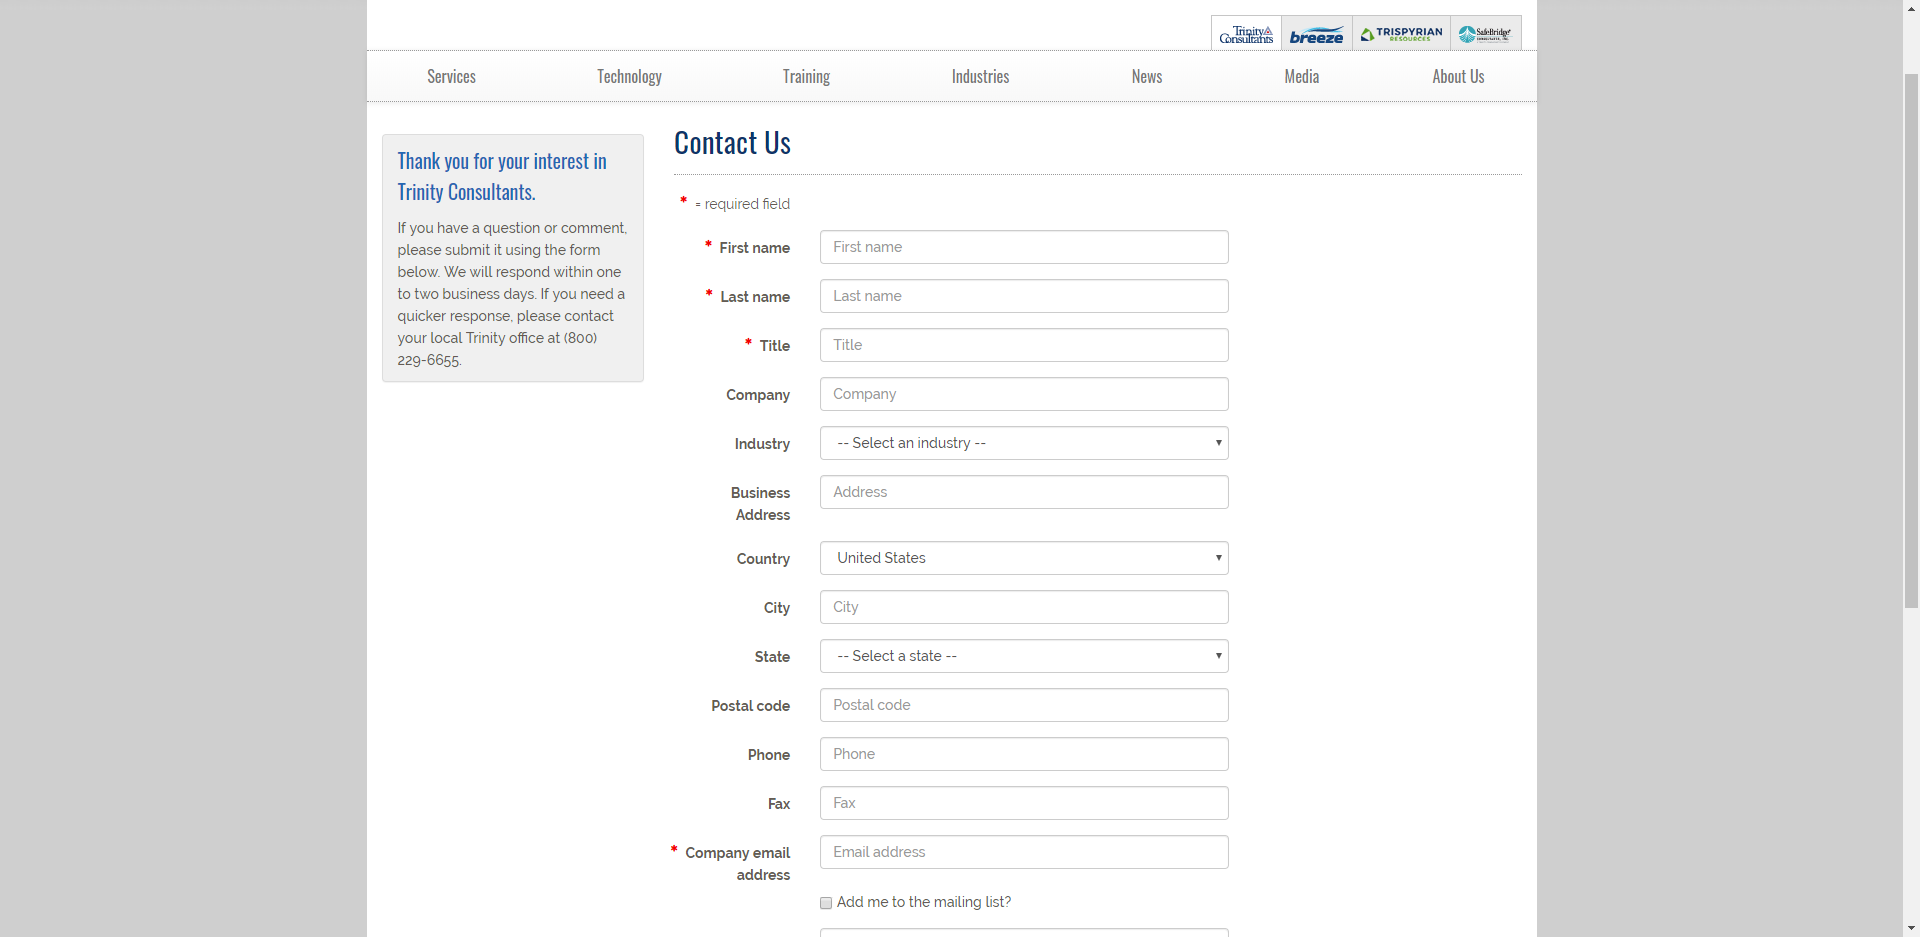 Trinity Consultants
breeze
TRISPYRIAN RESOURCES
SafeBridge
Services Technology Training Industries News Media About Us
Thank you for your interest in
Trinity Consultants.
If you have a question or comment,
please submit it using the form
below. We will respond within one
to two business days. If you need a
quicker response, please contact
your local Trinity office at (800)
229-6655.
Contact Us
* = required field
* First name First name
* Last name Last name
* Title Title
Company Company
Industry -- Select an industry --
Business Address
Address
Country United States
City City
State -- Select a state --
Postal code Postal code
Phone Phone
Fax Fax
* Company email Email address
address
Add me to the mailing list?